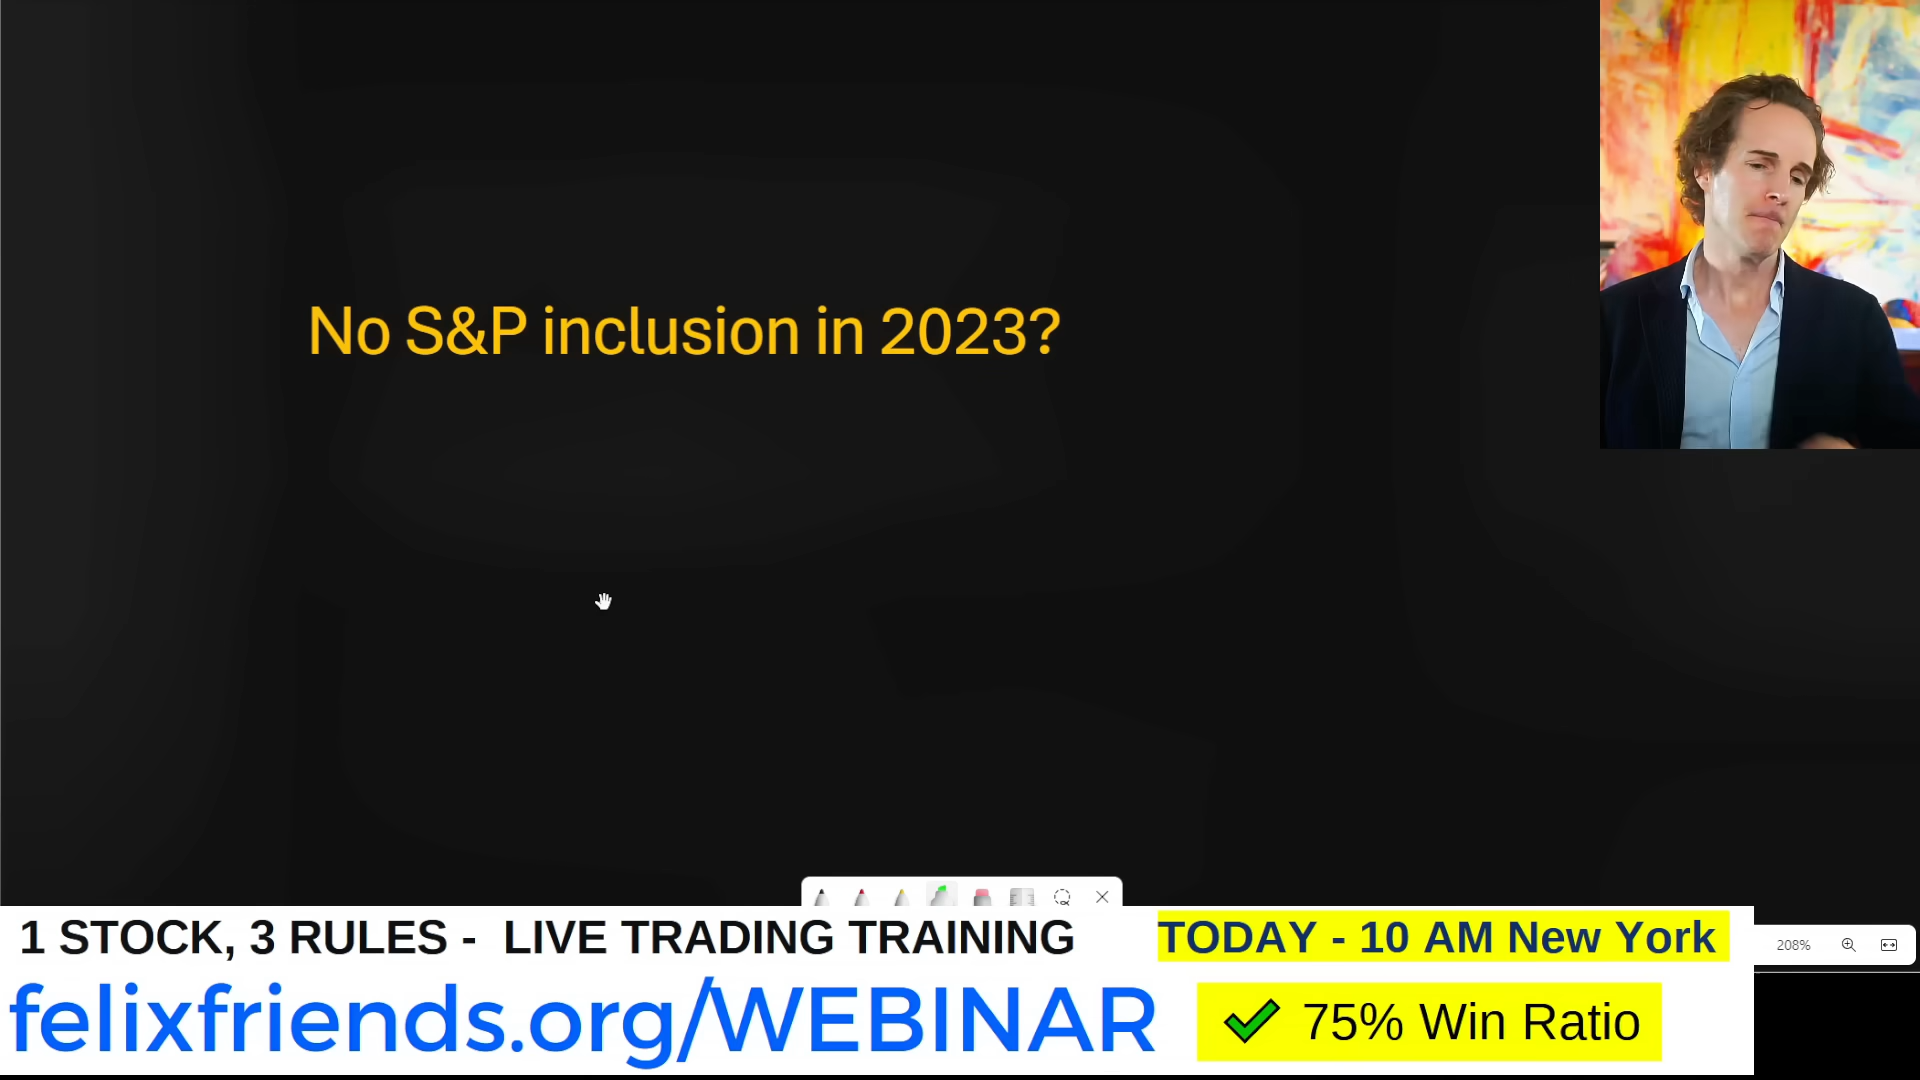 No S&P inclusion in 2023?
1 STOCK, 3 RULES - LIVE TRADING TRAINING TODAY - 10 AM New York
208%
felixfriends.org/WEBINAR 75% Win Ratio